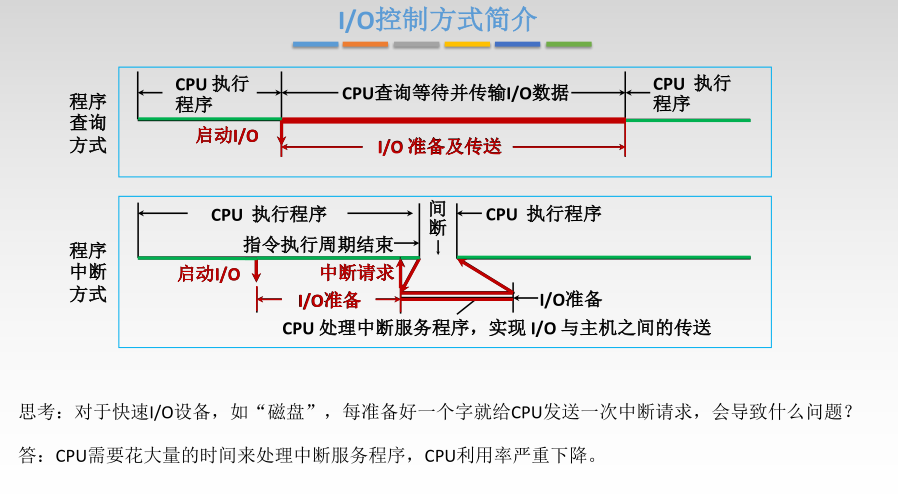 I/O控制方式简介
程序
查询
方式
CPU 执行
程序
CPU查询等待并传输I/O数据
CPU 执行
程序
启动I/O
I/O 准备及传送
程序
中断
方式
CPU 执行程序
间
断
CPU 执行程序
指令执行周期结束
启动I/O
中断请求
I/O准备
I/O准备
CPU 处理中断服务程序，实现 I/O 与主机之间的传送
思考：对于快速I/O设备，如“磁盘”，每准备好一个字就给CPU发送一次中断请求，会导致什么问题？
答：CPU需要花大量的时间来处理中断服务程序，CPU利用率严重下降。